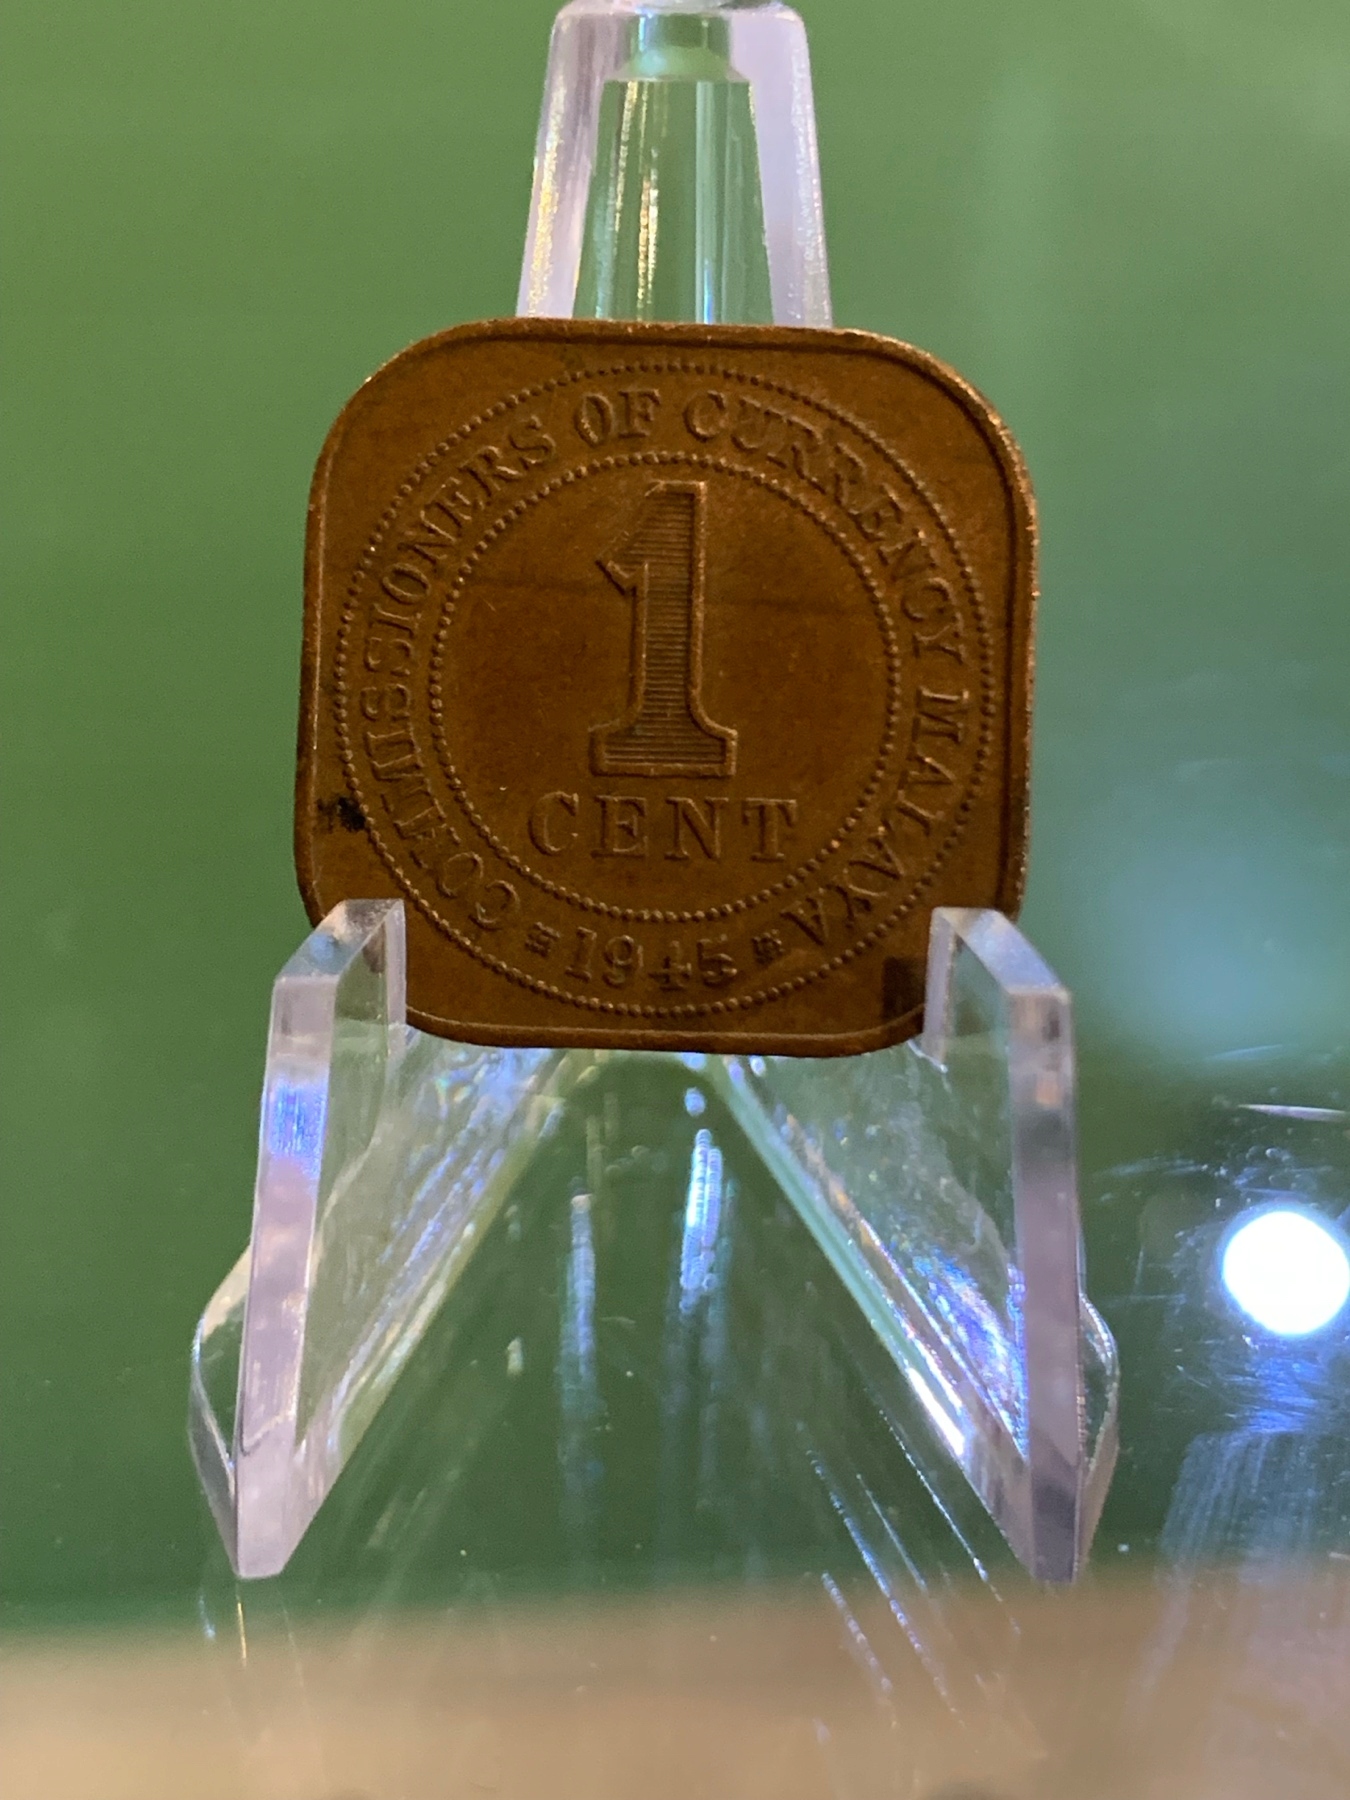 COMMISSIONERS OF CURRENCY MALAYA
1
CENT
1945